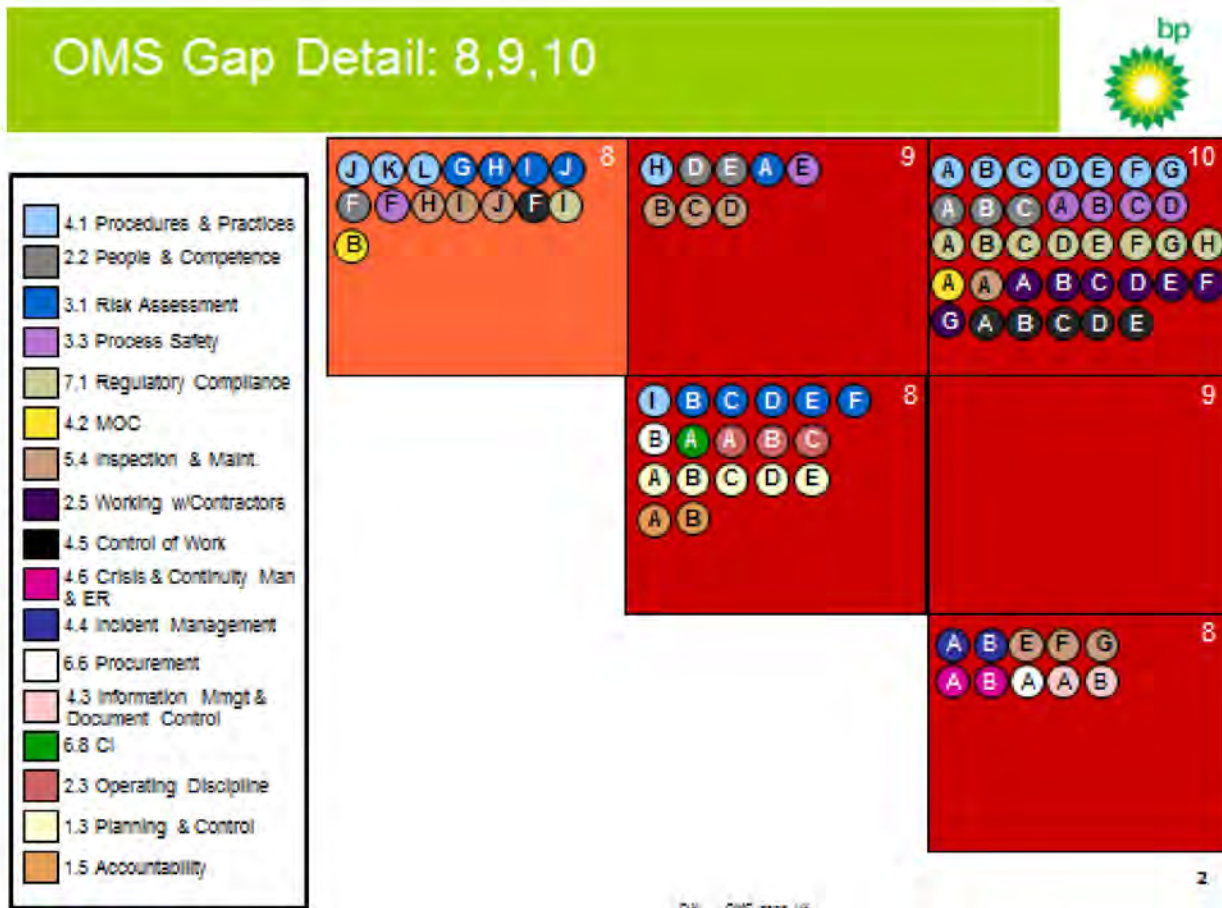 OMS Gap Detail: 8,9,10
bp
4.1 Procedures & Practices
2.2 People & Competence
3.1 Risk Assessment
3.3 Process Safety
7.1 Regulatory Compliance
4.2 MOC
5.4 Inspection & Maint.
2.5 Working w/Contractors
4.5 Control of Work
4.6 Crisis & Continuity Man
& ER
4.4 Incident Management
6.6 Procurement
4.3 Information Mmgt &
Document Control
6.8 CI
2.3 Operating Discipline
1.3 Planning & Control
1.5 Accountability
J K L G H I J 8
F F H I J F I
B
H D E A E 9
B C D
A B C D E F G 10
A B C A B C D
A B C D E F G H
A A A B C D E F
G A B C D E
I B C D E F 8
B A A B C
A B C D E
A B
9
A B E F G 8
A B A A B
2